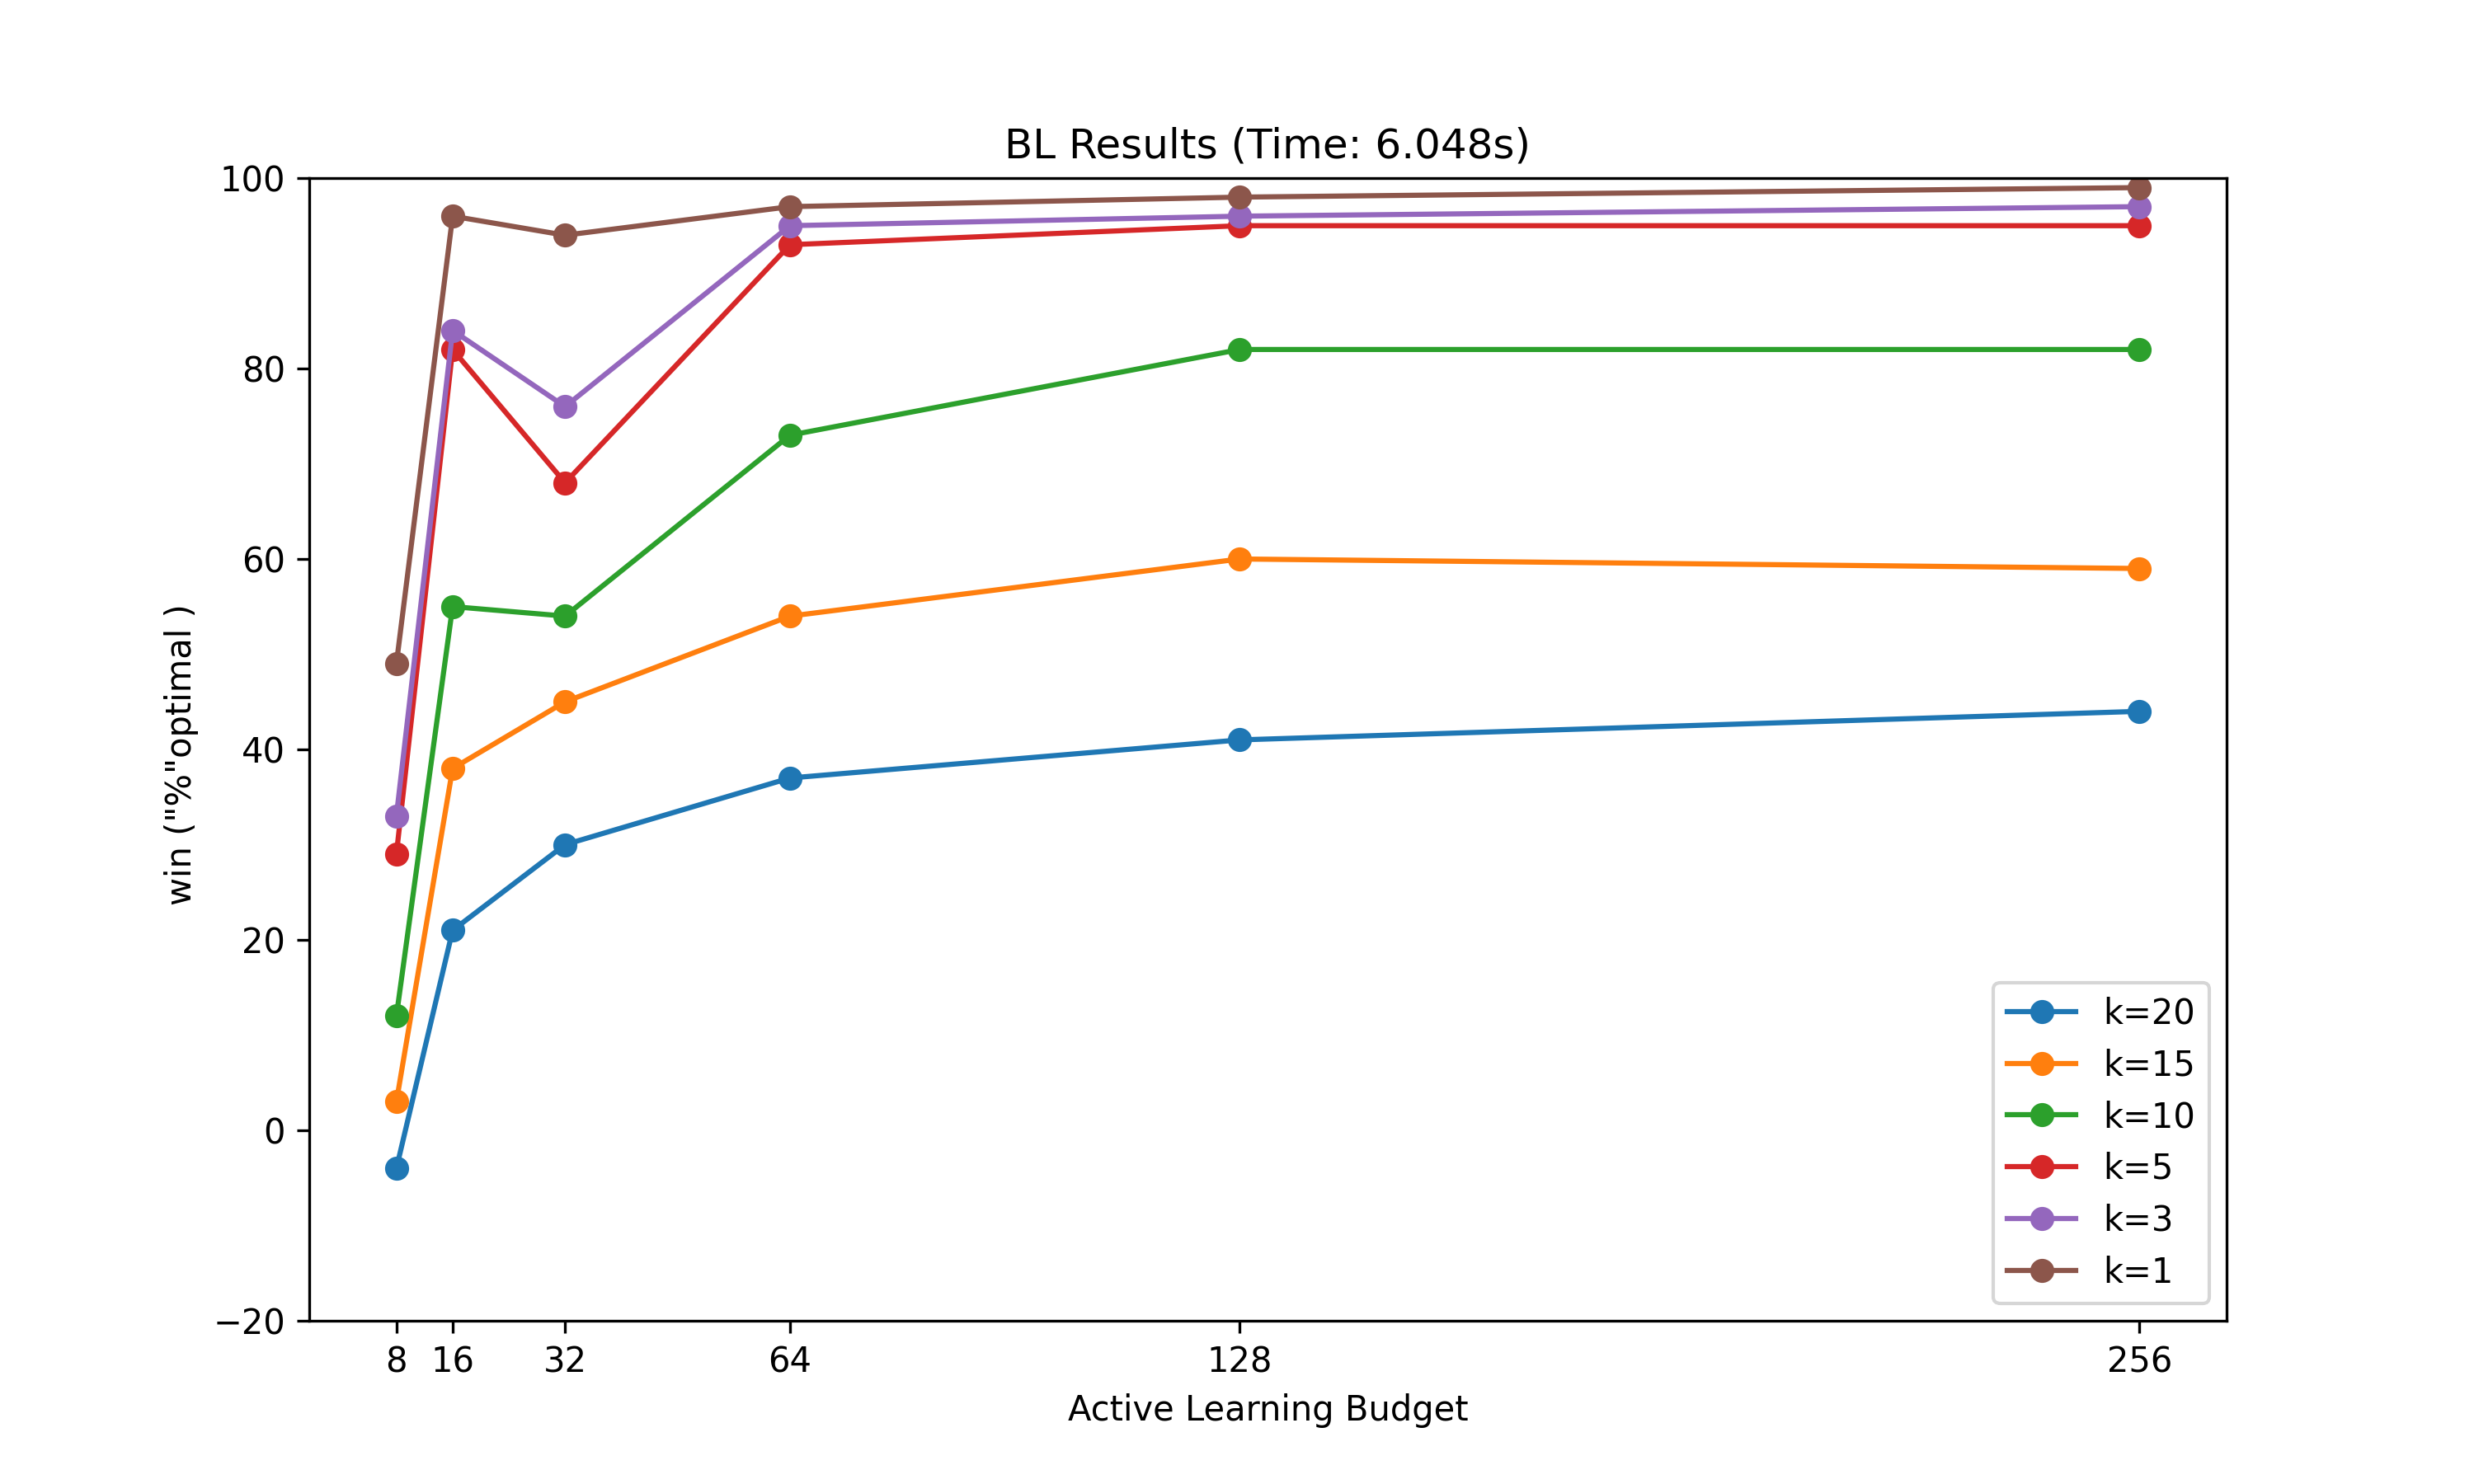 BL Results (Time: 6.048s)
100
80
60
40
20
0
−20
win ("%"optimal )
8 16 32 64 128 256
Active Learning Budget
k=20
k=15
k=10
k=5
k=3
k=1